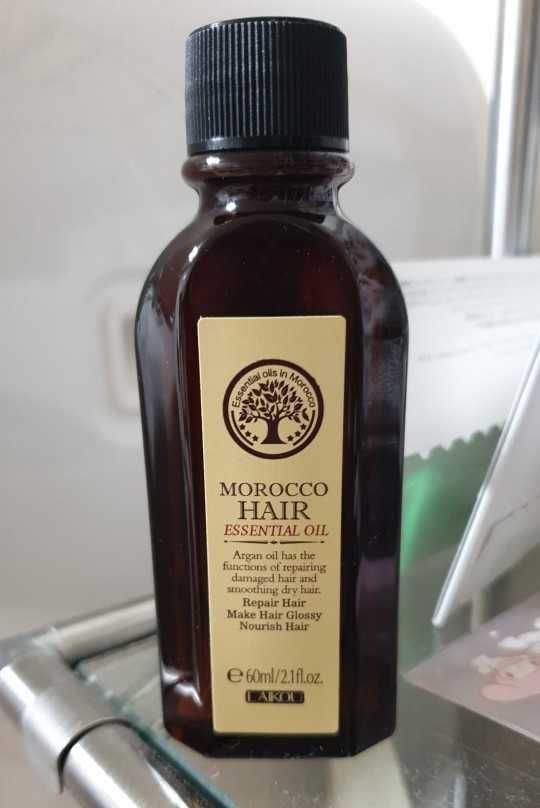 Essential olis in Morocco
MOROCCO
HAIR
ESSENTIAL OIL
Argan oil has the
functions of repairing
damaged hair and
smoothing dry hair.
Repair Hair
Make Hair Glossy
Nourish Hair
℮60ml/2.1fl.oz.
LAIKOU